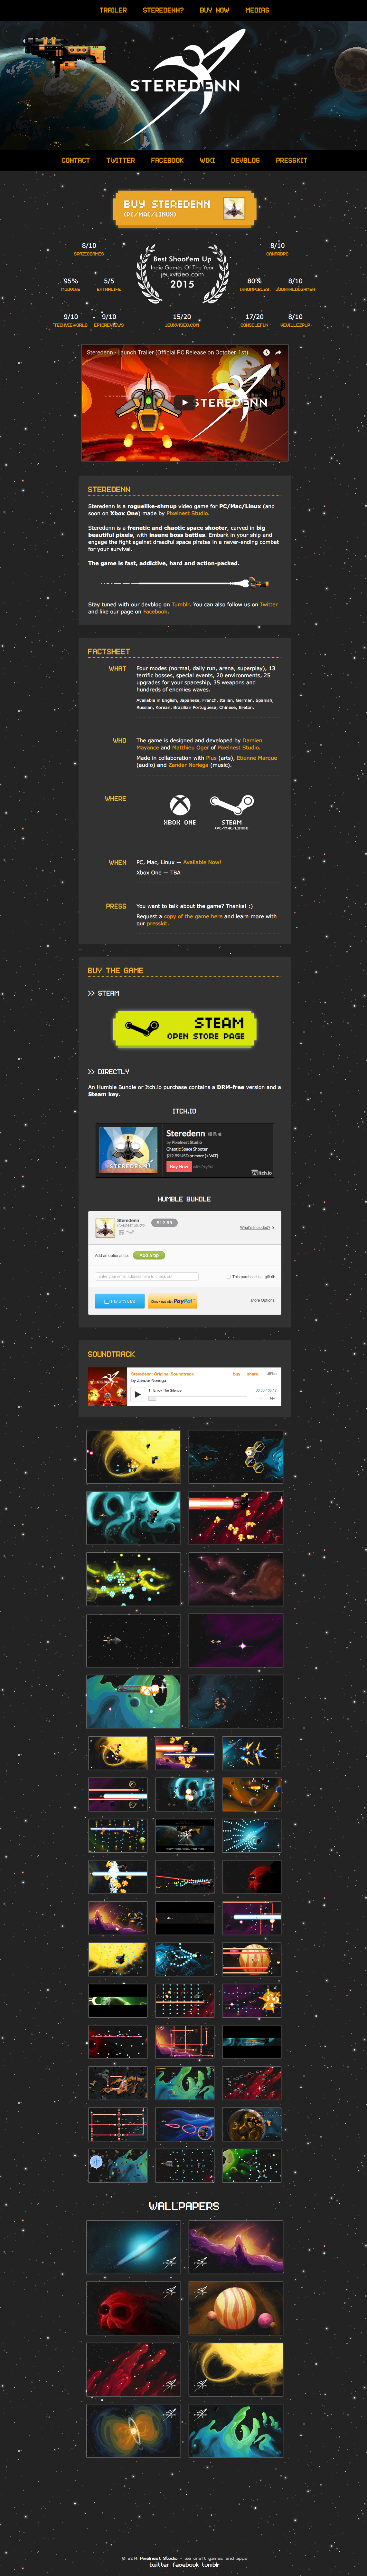 TRAILER STEREDENN? BUY NOW MEDIAS
STEREDENN
CONTACT TWITTER FACEBOOK WIKI DEVBLOG PRESSKIT
BUY STEREDENN
(PC/MAC/LINUX)
8/10
SPAZIOGAMES
Best Shoot'em Up
Indie Games Of The Year
jeuxvideo.com
2015
8/10
CANARDPC
95%
MODVIVE
5/5
EXTRALIFE
80%
8/10
9/10
TECHVIEWORLD
9/10
EPICREVIEWS
15/20
JEUXVIDEO.COM
17/20
CONSOLEFUN
8/10
Steredenn - Launch Trailer (Official PC Release on October, 1st)
STEREDENN
STEREDENN
Steredenn is a roguelike-shmup video game for PC/Mac/Linux (and
soon on Xbox One) made by Pixelnest Studio.
Steredenn is a frenetic and chaotic space shooter, carved in big
beautiful pixels, with insane boss battles. Embark in your ship and
engage the fight against dreadful space pirates in a never-ending combat
for your survival.
The game is fast, addictive, hard and action-packed.
Stay tuned with our devblog on Tumblr. You can also follow us on Twitter
and like our page on Facebook.
FACTSHEET
WHAT
Four modes (normal, daily run, arena, superplay), 13
terrific bosses, special events, 20 environments, 25
upgrades for your spaceship, 35 weapons and
hundreds of enemies waves.
Available in English, Japanese, French, Italian, German, Spanish,
Russian, Korean, Brazilian Portuguese, Chinese, Breton.
WHO
The game is designed and developed by Damien
Mayance and Matthieu Oger of Pixelnest Studio.
Made in collaboration with Plus (arts), Etienne Marque
(audio) and Zander Noriega (music).
WHERE
XBOX ONE
STEAM
(PC/MAC/LINUX)
WHEN
PC, Mac, Linux — Available Now!
Xbox One — TBA
PRESS
You want to talk about the game? Thanks! :)
Request a copy of the game here and learn more with
our presskit.
BUY THE GAME
>> STEAM
STEAM
OPEN STORE PAGE
>> DIRECTLY
An Humble Bundle or Itch.io purchase contains a DRM-free version and a
Steam key.
ITCH.IO
STEREDENN
Steredenn
by Pixelnest Studio
Chaotic Space Shooter
$12.99 USD or more (+ VAT)
Buy Now with PayPal
itch.io
HUMBLE BUNDLE
Steredenn
Pixelnest Studio
$12.99
What's included?
Add an optional tip: Add a tip
Enter your email address here to check out
This purchase is a gift
Pay with Card
Check out with PayPal
More Options
SOUNDTRACK
STEREDENN
Steredenn: Original Soundtrack
by Zander Noriega
buy share
1. Enjoy The Silence
WALLPAPERS
© 2014 Pixelnest Studio - we craft games and apps
twitter facebook tumblr